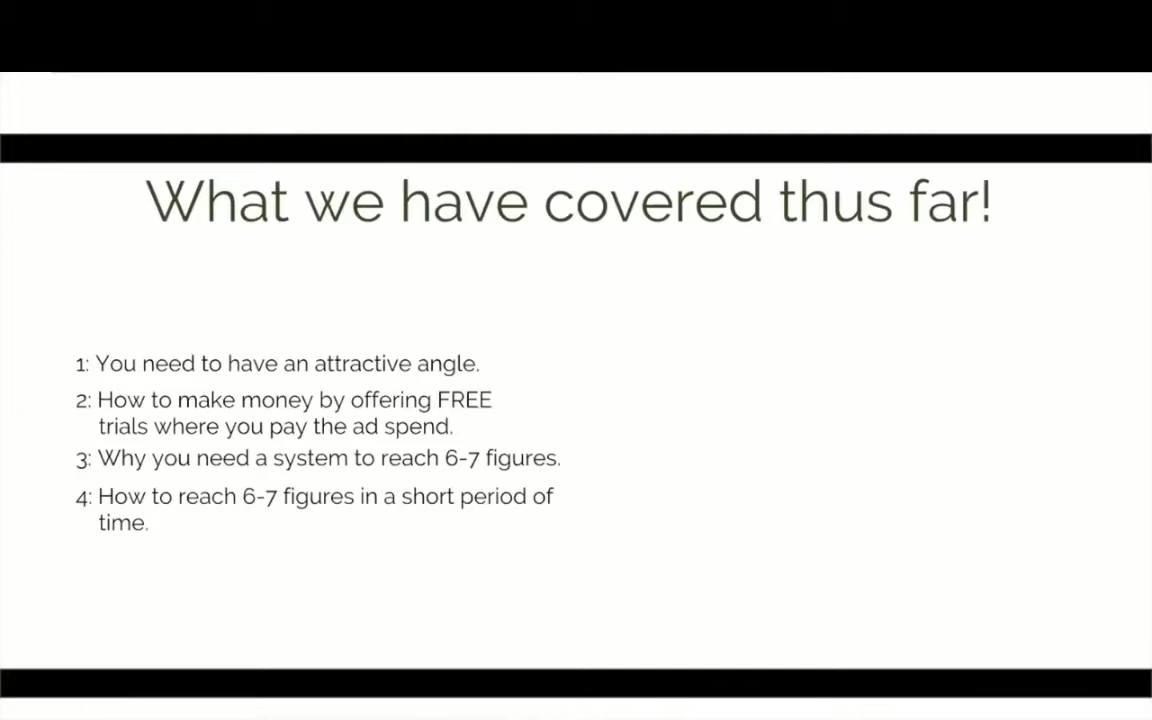 What we have covered thus far!
1: You need to have an attractive angle.
2: How to make money by offering FREE
trials where you pay the ad spend.
3: Why you need a system to reach 6-7 figures.
4: How to reach 6-7 figures in a short period of
time.